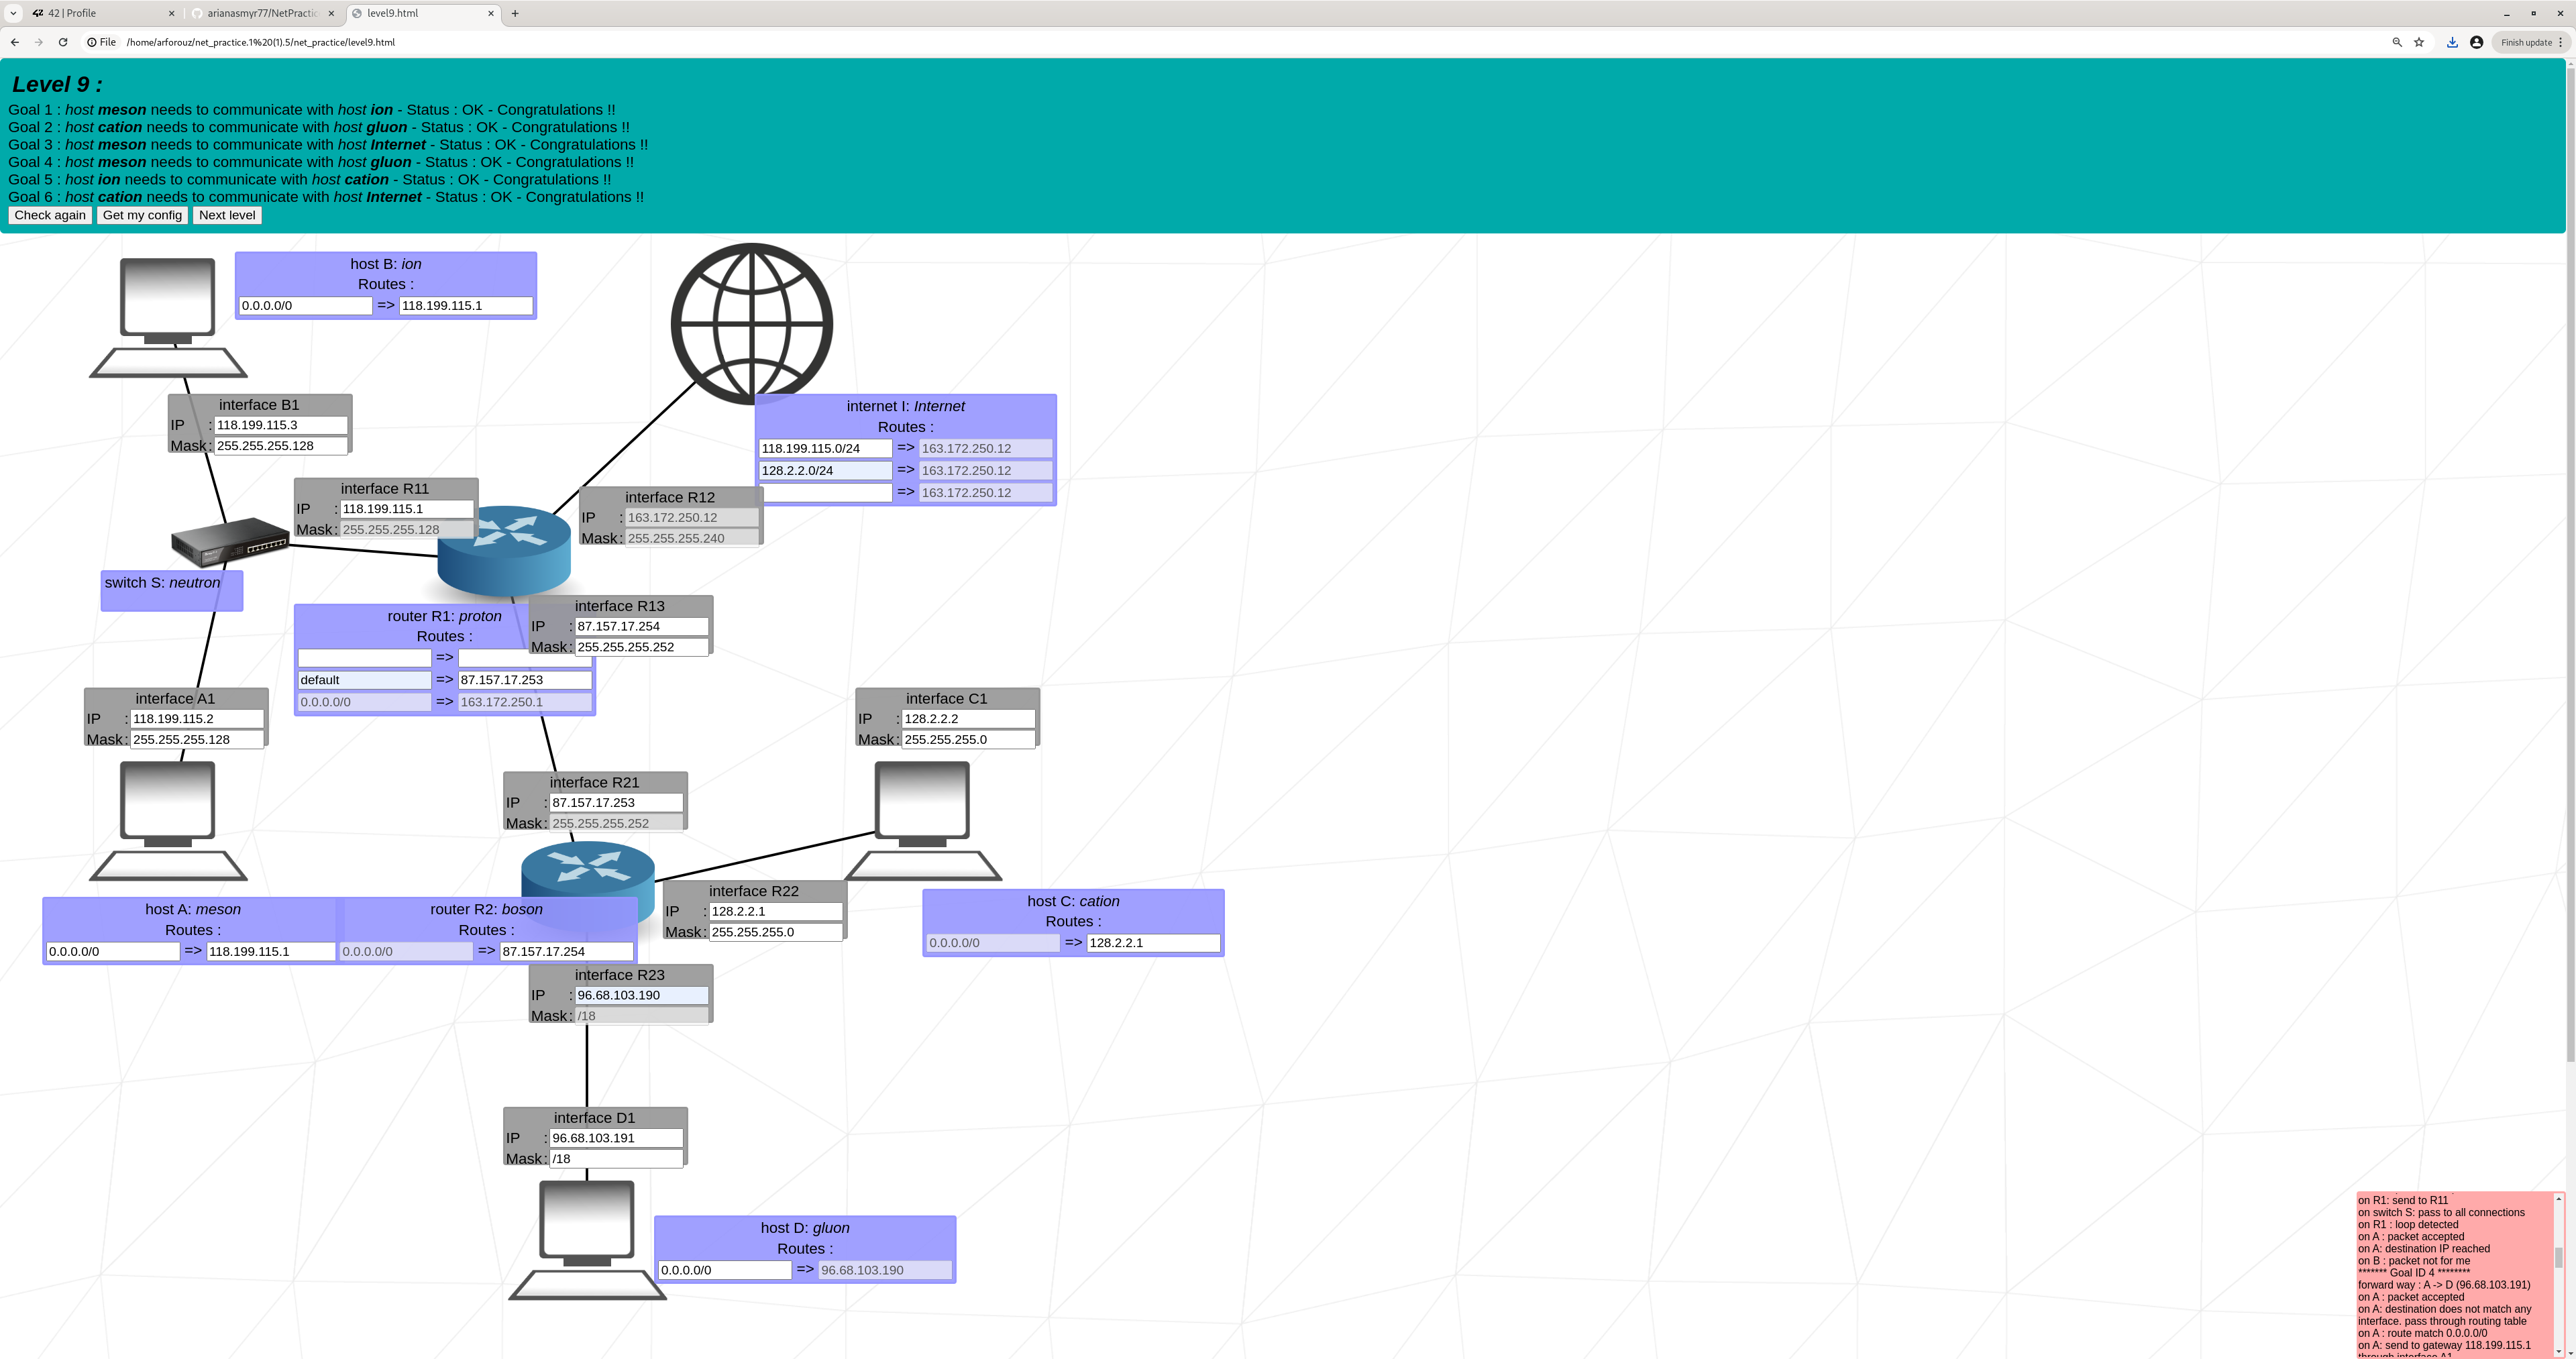 42 | Profile
arianasmyr77/NetPractic
level9.html
File
/home/arforouz/net_practice.1%20(1).5/net_practice/level9.html
Finish update
Level 9 :
Goal 1 : host meson needs to communicate with host ion - Status : OK - Congratulations !!
Goal 2 : host cation needs to communicate with host gluon - Status : OK - Congratulations !!
Goal 3 : host meson needs to communicate with host Internet - Status : OK - Congratulations !!
Goal 4 : host meson needs to communicate with host gluon - Status : OK - Congratulations !!
Goal 5 : host ion needs to communicate with host cation - Status : OK - Congratulations !!
Goal 6 : host cation needs to communicate with host Internet - Status : OK - Congratulations !!
Check again Get my config Next level
host B: ion
Routes :
0.0.0.0/0 => 118.199.115.1
interface B1
IP : 118.199.115.3
Mask: 255.255.255.128
internet I: Internet
Routes :
118.199.115.0/24 => 163.172.250.12
128.2.2.0/24 => 163.172.250.12
=> 163.172.250.12
interface R11
IP : 118.199.115.1
Mask: 255.255.255.128
interface R12
IP : 163.172.250.12
Mask: 255.255.255.240
switch S: neutron
router R1: proton
Routes :
=>
default => 87.157.17.253
0.0.0.0/0 => 163.172.250.1
interface R13
IP : 87.157.17.254
Mask: 255.255.255.252
interface A1
IP : 118.199.115.2
Mask: 255.255.255.128
interface C1
IP : 128.2.2.2
Mask: 255.255.255.0
interface R21
IP : 87.157.17.253
Mask: 255.255.255.252
host A: meson
Routes :
0.0.0.0/0 => 118.199.115.1
router R2: boson
Routes :
0.0.0.0/0 => 87.157.17.254
interface R22
IP : 128.2.2.1
Mask: 255.255.255.0
host C: cation
Routes :
0.0.0.0/0 => 128.2.2.1
interface R23
IP : 96.68.103.190
Mask: /18
interface D1
IP : 96.68.103.191
Mask: /18
host D: gluon
Routes :
0.0.0.0/0 => 96.68.103.190
on R1: send to R11
on switch S: pass to all connections
on R1 : loop detected
on A : packet accepted
on A: destination IP reached
on B : packet not for me
******* Goal ID 4 ********
forward way : A -> D (96.68.103.191)
on A : packet accepted
on A: destination does not match any
interface. pass through routing table
on A : route match 0.0.0.0/0
on A: send to gateway 118.199.115.1
through interface A1